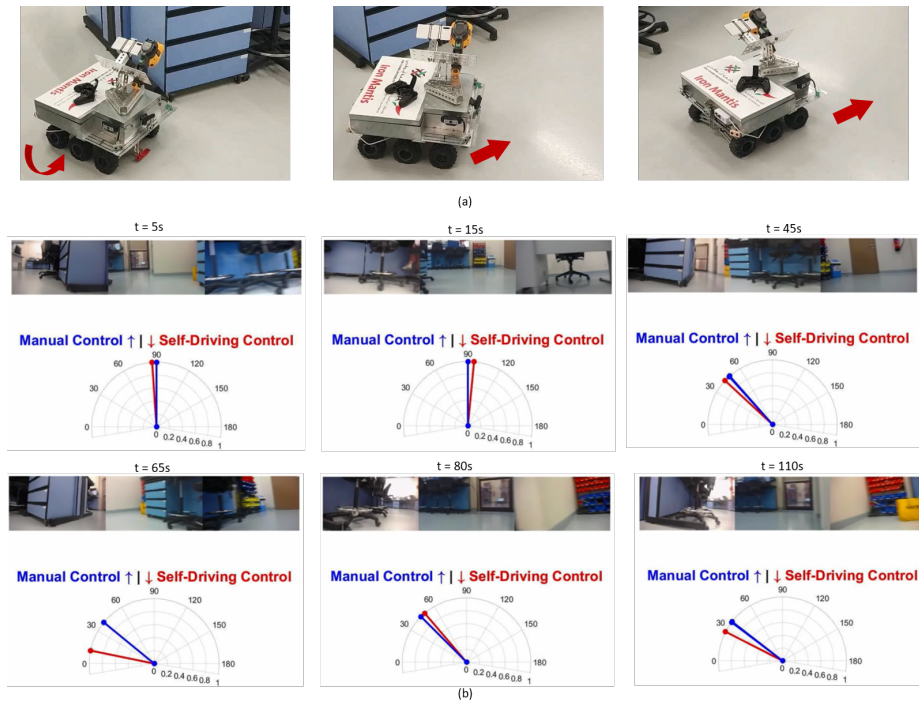 Iron Mantis
Iron Mantis
Iron Mantis
(a)
t = 5s
t = 15s
t = 45s
Manual Control ↑ | ↓ Self-Driving Control
90
60
120
30
150
0
180
0 0.2 0.4 0.6 0.8 1
Manual Control ↑ | ↓ Self-Driving Control
90
60
120
30
150
0
180
0 0.2 0.4 0.6 0.8 1
Manual Control ↑ | ↓ Self-Driving Control
90
60
120
30
150
0
180
0 0.2 0.4 0.6 0.8 1
t = 65s
t = 80s
t = 110s
Manual Control ↑ | ↓ Self-Driving Control
90
60
120
30
150
0
180
0 0.2 0.4 0.6 0.8 1
Manual Control ↑ | ↓ Self-Driving Control
90
60
120
30
150
0
180
0 0.2 0.4 0.6 0.8 1
Manual Control ↑ | ↓ Self-Driving Control
90
60
120
30
150
0
180
0 0.2 0.4 0.6 0.8 1
(b)